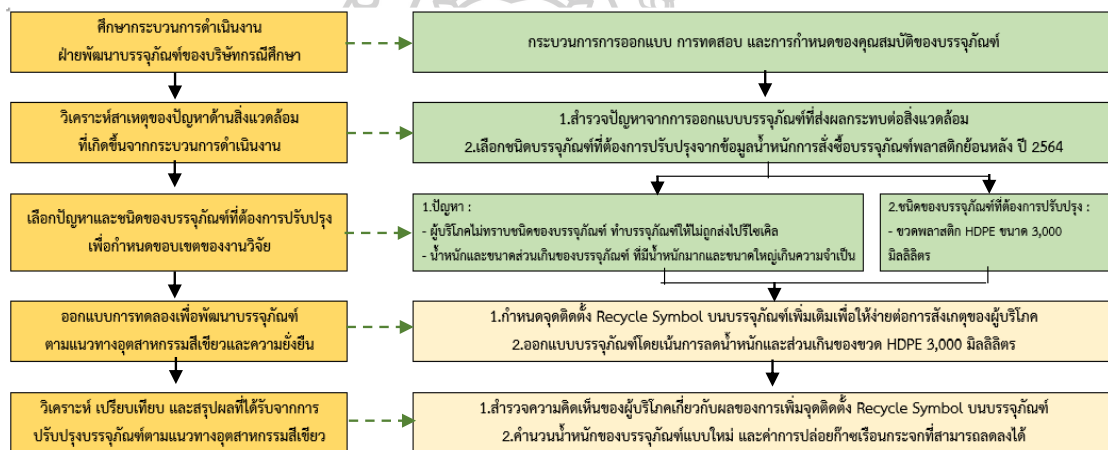 ศึกษากระบวนการดำเนินงาน
ฝ่ายพัฒนาบรรจุภัณฑ์ของบริษัทกรณีศึกษา
กระบวนการการออกแบบ การทดสอบ และการกำหนดของคุณสมบัติของบรรจุภัณฑ์
วิเคราะห์สาเหตุของปัญหาด้านสิ่งแวดล้อม
ที่เกิดขึ้นจากกระบวนการดำเนินงาน
1.สำรวจปัญหาจากการออกแบบบรรจุภัณฑ์ที่ส่งผลกระทบต่อสิ่งแวดล้อม
2.เลือกชนิดบรรจุภัณฑ์ที่ต้องการปรับปรุงจากข้อมูลน้ำหนักการสั่งซื้อบรรจุภัณฑ์พลาสติกย้อนหลัง ปี 2564
เลือกปัญหาและชนิดของบรรจุภัณฑ์ที่ต้องการปรับปรุง
เพื่อกำหนดขอบเขตของงานวิจัย
1.ปัญหา :
- ผู้บริโภคไม่ทราบชนิดของบรรจุภัณฑ์ ทำบรรจุภัณฑ์ให้ไม่ถูกส่งไปรีไซเคิล
- น้ำหนักและขนาดส่วนเกินของบรรจุภัณฑ์ ที่มีน้ำหนักมากและขนาดใหญ่เกินความจำเป็น
2.ชนิดของบรรจุภัณฑ์ที่ต้องการปรับปรุง :
- ขวดพลาสติก HDPE ขนาด 3,000
มิลลิลิตร
ออกแบบการทดลองเพื่อพัฒนาบรรจุภัณฑ์
ตามแนวทางอุตสาหกรรมสีเขียวและความยั่งยืน
1.กำหนดจุดติดตั้ง Recycle Symbol บนบรรจุภัณฑ์เพิ่มเติมเพื่อให้ง่ายต่อการสังเกตุของผู้บริโภค
2.ออกแบบบรรจุภัณฑ์โดยเน้นการลดน้ำหนักและส่วนเกินของขวด HDPE 3,000 มิลลิลิตร
วิเคราะห์ เปรียบเทียบ และสรุปผลที่ได้รับจากการ
ปรับปรุงบรรจุภัณฑ์ตามแนวทางอุตสาหกรรมสีเขียว
1.สำรวจความคิดเห็นของผู้บริโภคเกี่ยวกับผลของการเพิ่มจุดติดตั้ง Recycle Symbol บนบรรจุภัณฑ์
2.คำนวนน้ำหนักของบรรจุภัณฑ์แบบใหม่ และค่าการปล่อยก๊าซเรือนกระจกที่สามารถลดลงได้